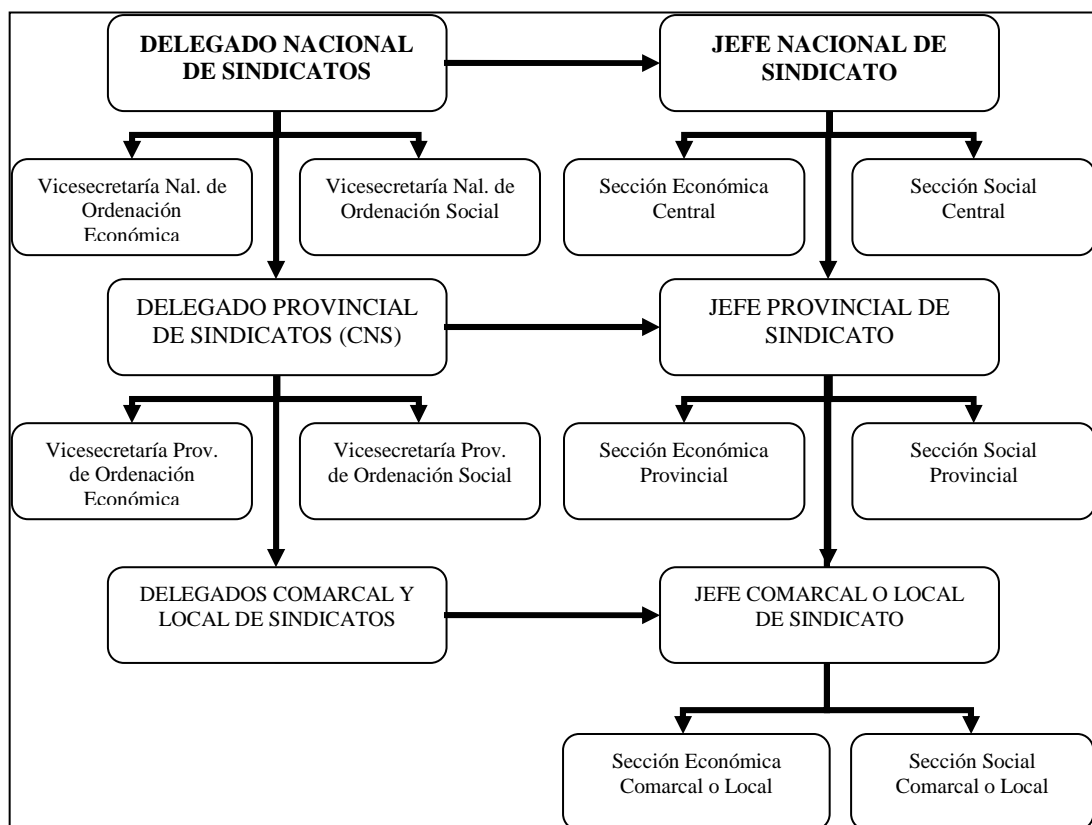 DELEGADO NACIONAL
DE SINDICATOS
JEFE NACIONAL DE
SINDICATO
Vicesecretaría Nal. de
Ordenación
Económica
Vicesecretaría Nal. de
Ordenación Social
Sección Económica
Central
Sección Social
Central
DELEGADO PROVINCIAL
DE SINDICATOS (CNS)
JEFE PROVINCIAL DE
SINDICATO
Vicesecretaría Prov.
de Ordenación
Económica
Vicesecretaría Prov.
de Ordenación Social
Sección Económica
Provincial
Sección Social
Provincial
DELEGADOS COMARCAL Y
LOCAL DE SINDICATOS
JEFE COMARCAL O LOCAL
DE SINDICATO
Sección Económica
Comarcal o Local
Sección Social
Comarcal o Local